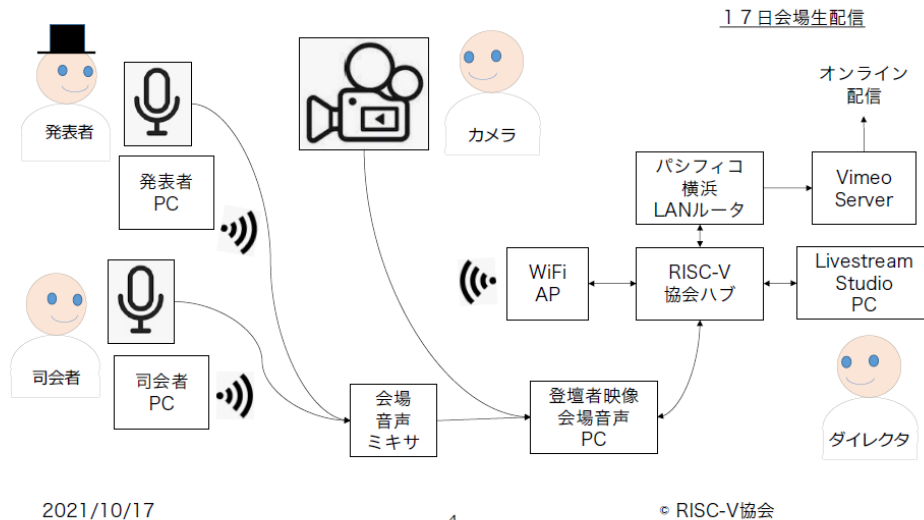 １７日会場生配信
オンライン
配信
発表者
カメラ
発表者
PC
パシフィコ
横浜
LANルータ
Vimeo
Server
WiFi
AP
RISC-V
協会ハブ
Livestream
Studio
PC
司会者
司会者
PC
会場
音声
ミキサ
登壇者映像
会場音声
PC
ダイレクタ
2021/10/17
4
© RISC-V協会